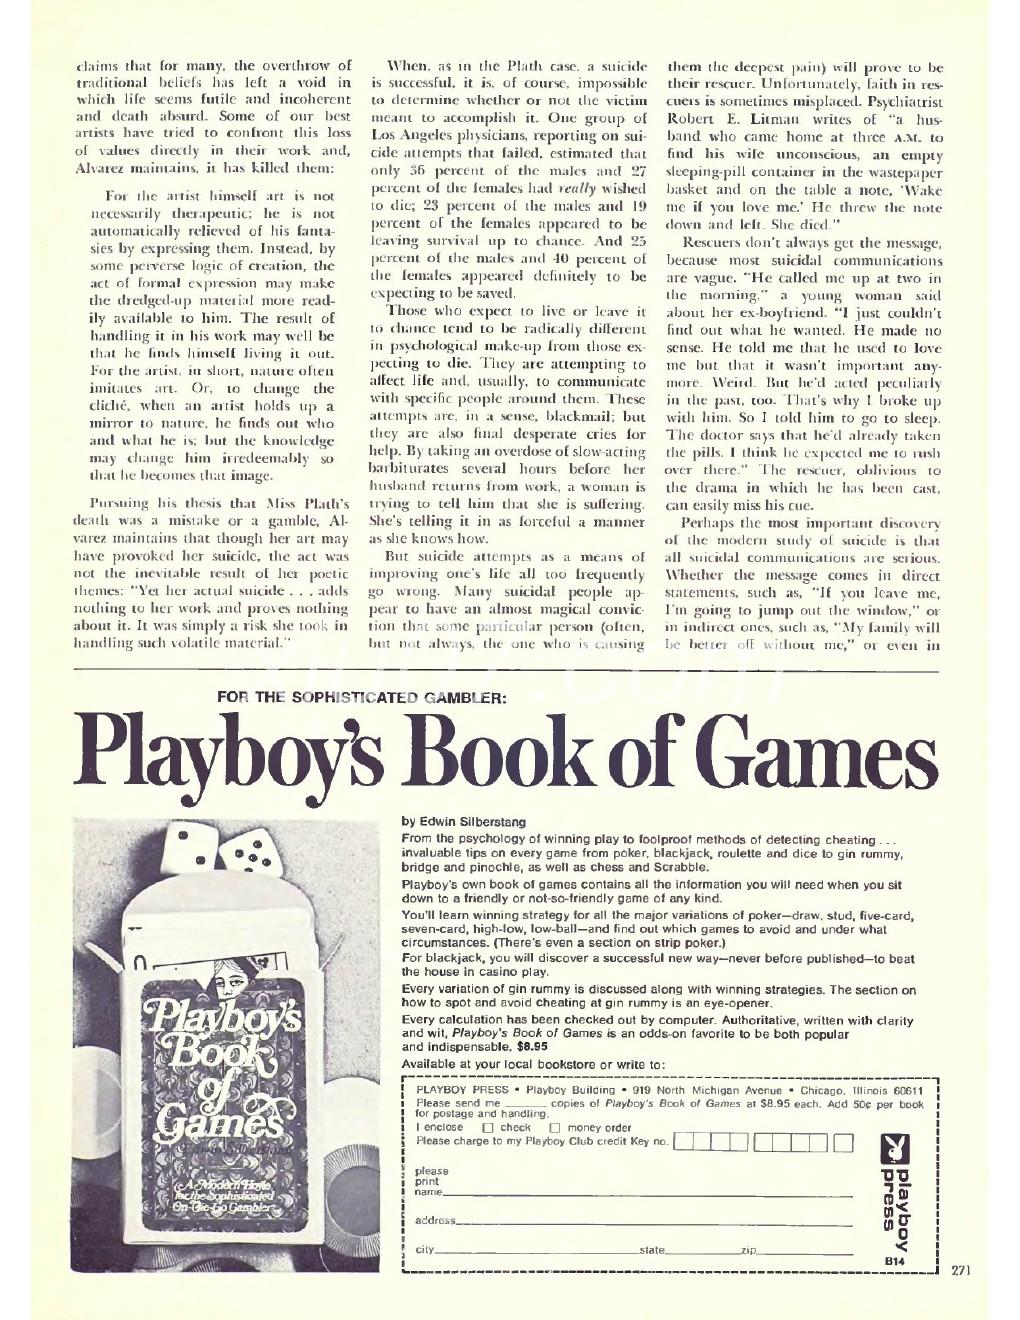 claims that for many, the overthrow of
traditional beliefs has left a void in
which life seems futile and incoherent
and death absurd. Some of our best
artists have tried to confront this loss
of values directly in their work and,
Alvarez maintains, it has killed them:
For the artist himself art is not
necessarily therapeutic; he is not
automatically relieved of his fanta-
sies by expressing them. Instead, by
some perverse logic of creation, the
act of formal expression may make
the dredged-up material more read-
ily available to him. The result of
handling it in his work may well be
that he finds himself living it out.
For the artist, in short, nature often
imitates art. Or, to change the
cliché, when an artist holds up a
mirror to nature, he finds out who
and what he is; but the knowledge
may change him irredeemably so
that he becomes that image.
Pursuing his thesis that Miss Plath's
death was a mistake or a gamble, Al-
varez maintains that though her art may
have provoked her suicide, the act was
not the inevitable result of her poetic
themes: "Yet her actual suicide . . . adds
nothing to her work and proves nothing
about it. It was simply a risk she took in
handling such volatile material."
When, as in the Plath case, a suicide
is successful, it is, of course, impossible
to determine whether or not the victim
meant to accomplish it. One group of
Los Angeles physicians, reporting on sui-
cide attempts that failed, estimated that
only 36 percent of the males and 27
percent of the females had really wished
to die; 23 percent of the males and 19
percent of the females appeared to be
leaving survival up to chance. And 25
percent of the males and 40 percent of
the females appeared definitely to be
expecting to be saved.
Those who expect to live or leave it
to chance tend to be radically different
in psychological make-up from those ex-
pecting to die. They are attempting to
affect life and, usually, to communicate
with specific people around them. These
attempts are, in a sense, blackmail; but
they are also final desperate cries for
help. By taking an overdose of slow-acting
barbiturates several hours before her
husband returns from work, a woman is
trying to tell him that she is suffering.
She's telling it in as forceful a manner
as she knows how.
But suicide attempts as a means of
improving one's life all too frequently
go wrong. Many suicidal people ap-
pear to have an almost magical convic-
tion that some particular person (often,
but not always, the one who is causing
them the deepest pain) will prove to be
their rescuer. Unfortunately, faith in res-
cuers is sometimes misplaced. Psychiatrist
Robert E. Litman writes of "a hus-
band who came home at three A.M. to
find his wife unconscious, an empty
sleeping-pill container in the wastepaper
basket and on the table a note, 'Wake
me if you love me.' He threw the note
down and left. She died."
Rescuers don't always get the message,
because most suicidal communications
are vague. "He called me up at two in
the morning," a young woman said
about her ex-boyfriend. "I just couldn't
find out what he wanted. He made no
sense. He told me that he used to love
me but that it wasn't important any-
more. Weird. But he'd acted peculiarly
in the past, too. That's why I broke up
with him. So I told him to go to sleep.
The doctor says that he'd already taken
the pills. I think he expected me to rush
over there." The rescuer, oblivious to
the drama in which he has been cast,
can easily miss his cue.
Perhaps the most important discovery
of the modern study of suicide is that
all suicidal communications are serious.
Whether the message comes in direct
statements, such as, "If you leave me,
I'm going to jump out the window," or
in indirect ones, such as, "My family will
be better off without me," or even in
FOR THE SOPHISTICATED GAMBLER:
Playboy's Book of Games
Playboy's
Book
of
Games
Edwin Silberstang
A Modern Hoyle
for the Sophisticated
On-The-Go Gambler
by Edwin Silberstang
From the psychology of winning play to foolproof methods of detecting cheating . . .
invaluable tips on every game from poker, blackjack, roulette and dice to gin rummy,
bridge and pinochle, as well as chess and Scrabble.
Playboy's own book of games contains all the information you will need when you sit
down to a friendly or not-so-friendly game of any kind.
You'll learn winning strategy for all the major variations of poker—draw, stud, five-card,
seven-card, high-low, low-ball—and find out which games to avoid and under what
circumstances. (There's even a section on strip poker.)
For blackjack, you will discover a successful new way—never before published—to beat
the house in casino play.
Every variation of gin rummy is discussed along with winning strategies. The section on
how to spot and avoid cheating at gin rummy is an eye-opener.
Every calculation has been checked out by computer. Authoritative, written with clarity
and wit, Playboy's Book of Games is an odds-on favorite to be both popular
and indispensable. $8.95
Available at your local bookstore or write to:
PLAYBOY PRESS • Playboy Building • 919 North Michigan Avenue • Chicago, Illinois 60611
Please send me ______ copies of Playboy's Book of Games at $8.95 each. Add 50¢ per book
for postage and handling.
I enclose □ check □ money order
Please charge to my Playboy Club credit Key no.
please
print
name
address
city state zip
playboy
press
B14
271